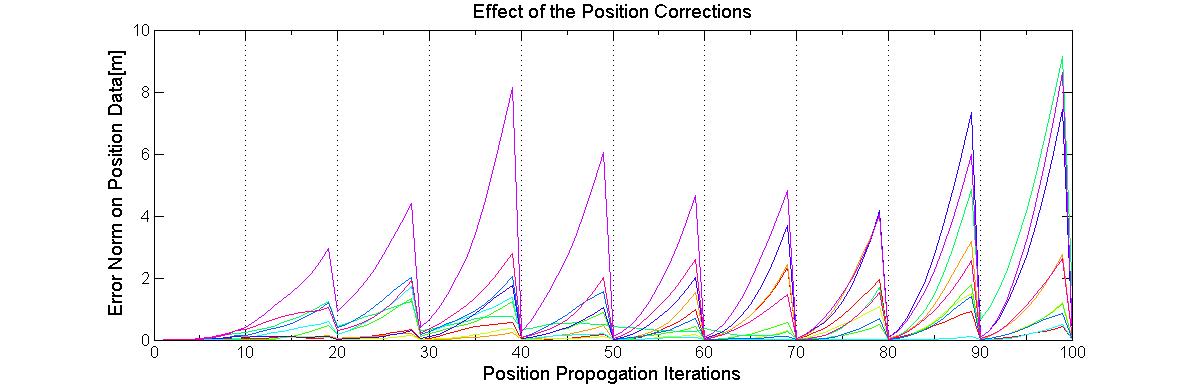 Effect of the Position Corrections
Error Norm on Position Data[m]
10
8
6
4
2
0
0 10 20 30 40 50 60 70 80 90 100
Position Propogation Iterations